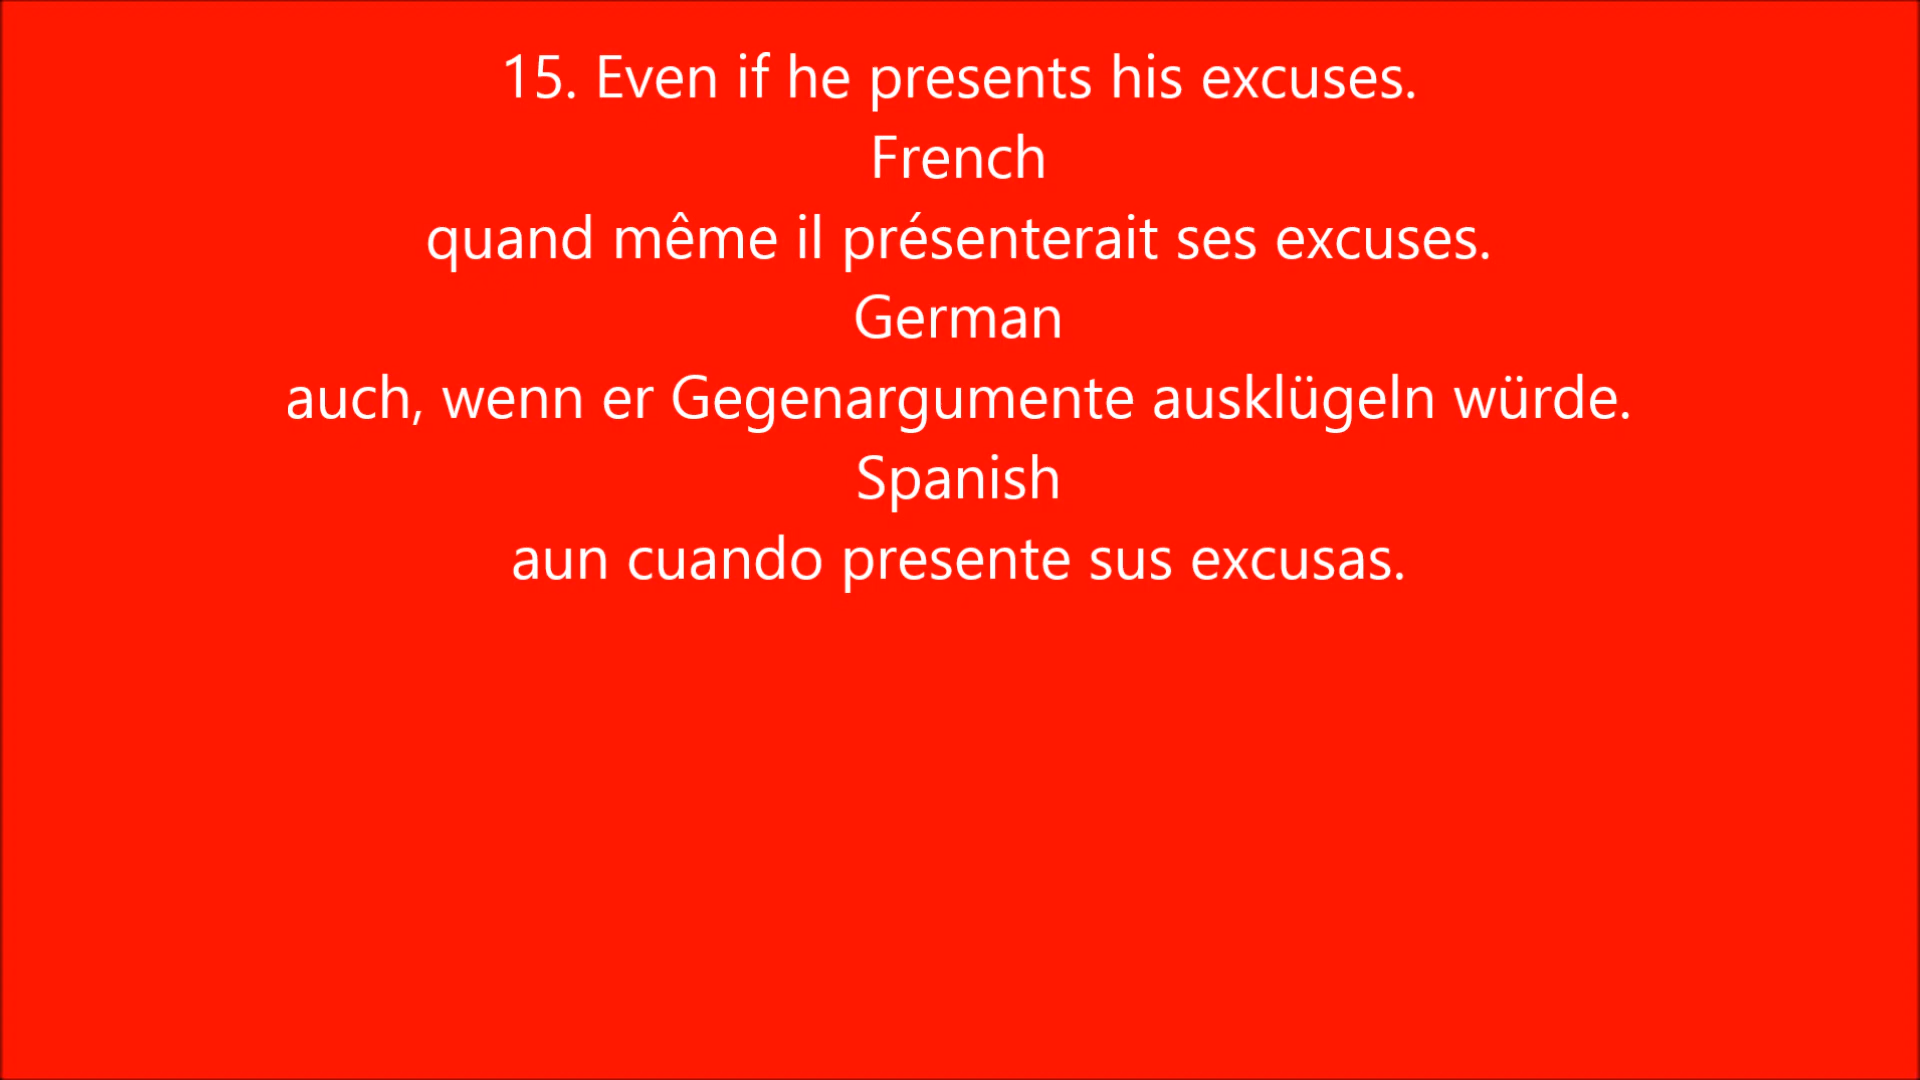 15. Even if he presents his excuses.
French
quand même il présenterait ses excuses.
German
auch, wenn er Gegenargumente ausklügeln würde.
Spanish
aun cuando presente sus excusas.